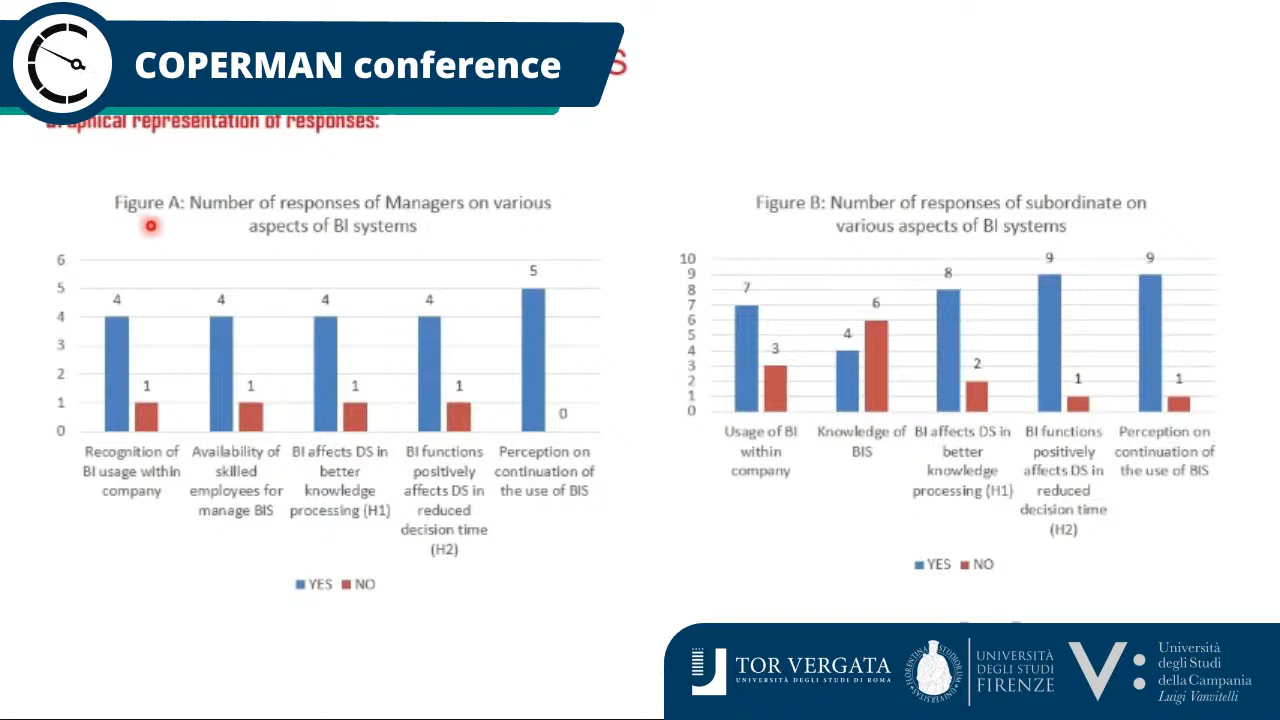 COPERMAN conference
S
Graphical representation of responses:
Figure A: Number of responses of Managers on various
aspects of BI systems
6
5
4
3
2
1
0
4
1
4
1
4
1
4
1
5
0
Recognition of
BI usage within
company
Availability of
skilled
employees for
manage BIS
BI affects DS in
better
knowledge
processing (H1)
BI functions
positively
affects DS in
reduced
decision time
(H2)
Perception on
continuation of
the use of BIS
YES NO
Figure B: Number of responses of subordinate on
various aspects of BI systems
10
9
8
7
6
5
4
3
2
1
0
7
3
4
6
8
2
9
1
9
1
Usage of BI
within
company
Knowledge of
BIS
BI affects DS in
better
knowledge
processing (H1)
BI functions
positively
affects DS in
reduced
decision time
(H2)
Perception on
continuation of
the use of BIS
YES NO
TOR VERGATA
UNIVERSITÀ DEGLI STUDI DI ROMA
UNIVERSITÀ
DEGLI STUDI
FIRENZE
Università
degli Studi
della Campania
Luigi Vanvitelli